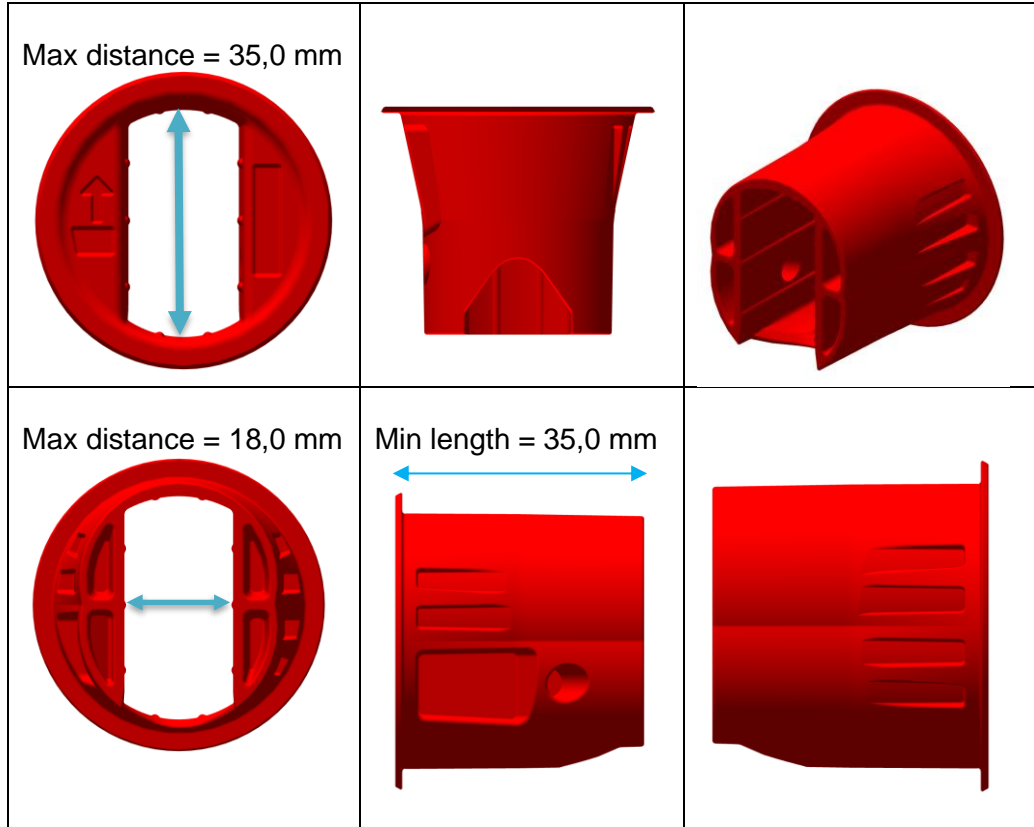 Max distance = 35,0 mm
Max distance = 18,0 mm
Min length = 35,0 mm